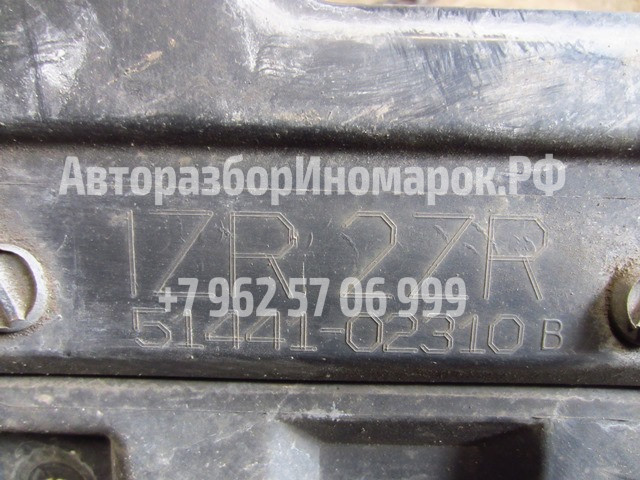 АвторазборИномарок.РФ
1ZR 2ZR
+7 962 57 06 999
51441-02310 B